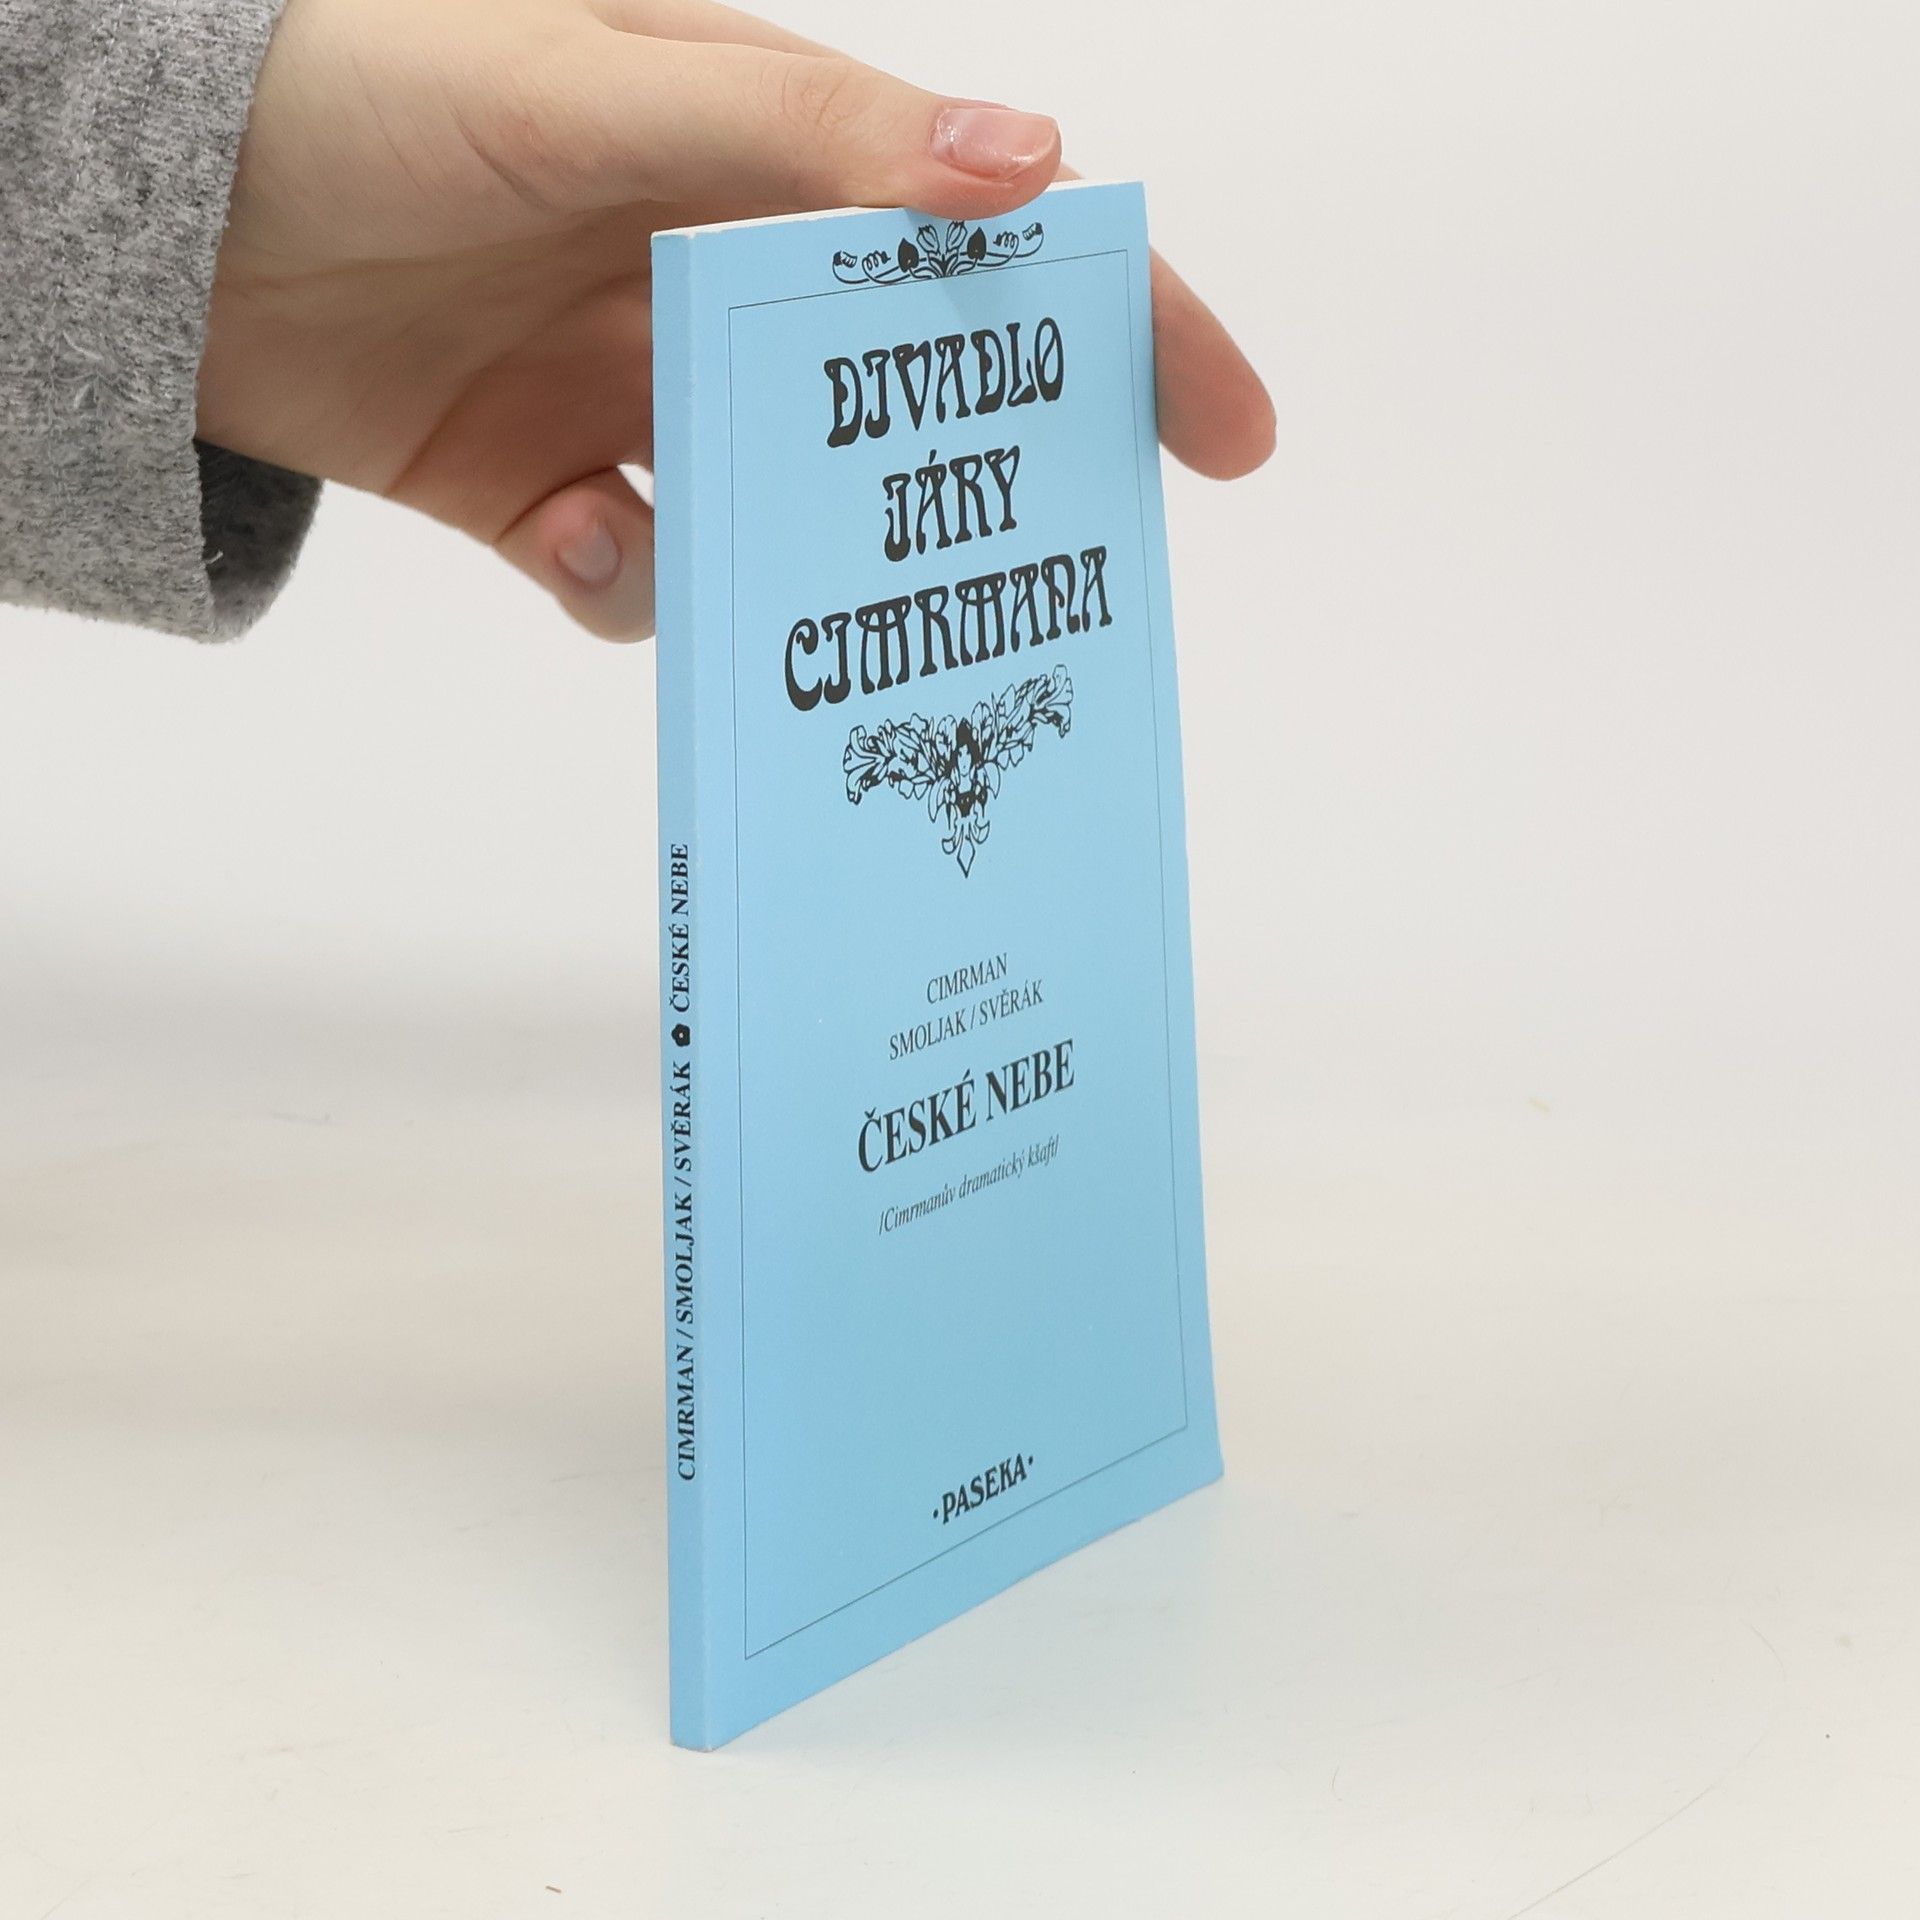 DIVADLO
JÁRY
CIMRMANA
CIMRMAN
SMOLJAK / SVĚRÁK
ČESKÉ NEBE
/Cimrmanův dramatický kšaft/
·PASEKA·
CIMRMAN / SMOLJAK / SVĚRÁK ČESKÉ NEBE